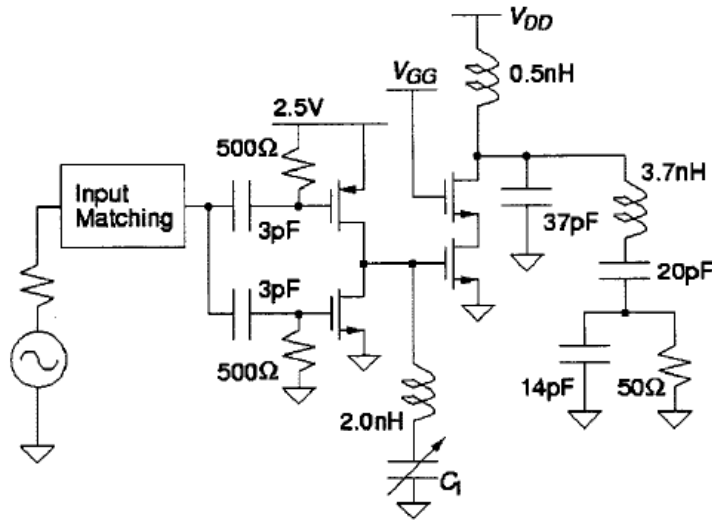 V_DD
0.5nH
V_GG
2.5V
500Ω
3.7nH
Input
Matching
3pF
37pF
3pF
20pF
500Ω
14pF
50Ω
2.0nH
C_1